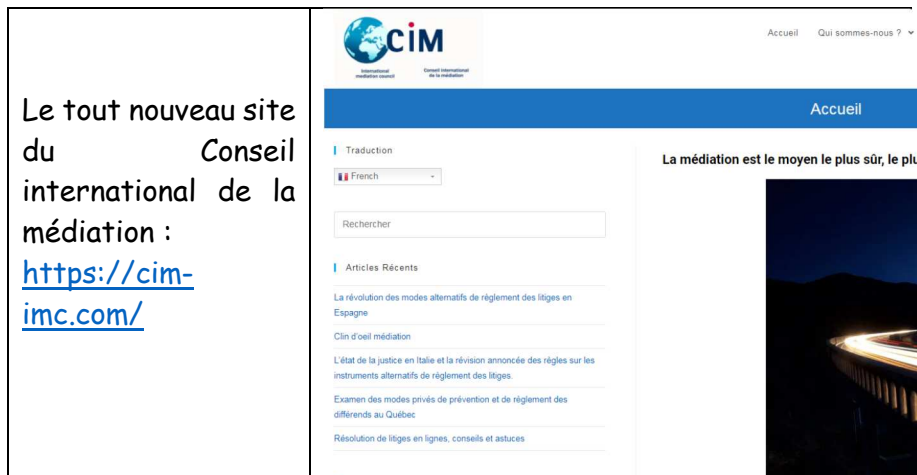 Le tout nouveau site
du Conseil
international de la
médiation :
https://cim-
imc.com/
CiM
International
mediation council
Conseil international
de la médiation
Accueil
Qui sommes-nous ?
Accueil
Traduction
French
Rechercher
Articles Récents
La révolution des modes alternatifs de règlement des litiges en
Espagne
Clin d'oeil médiation
L'état de la justice en Italie et la révision annoncée des règles sur les
instruments alternatifs de règlement des litiges.
Examen des modes privés de prévention et de règlement des
différends au Québec
Résolution de litiges en lignes, conseils et astuces
La médiation est le moyen le plus sûr, le plu